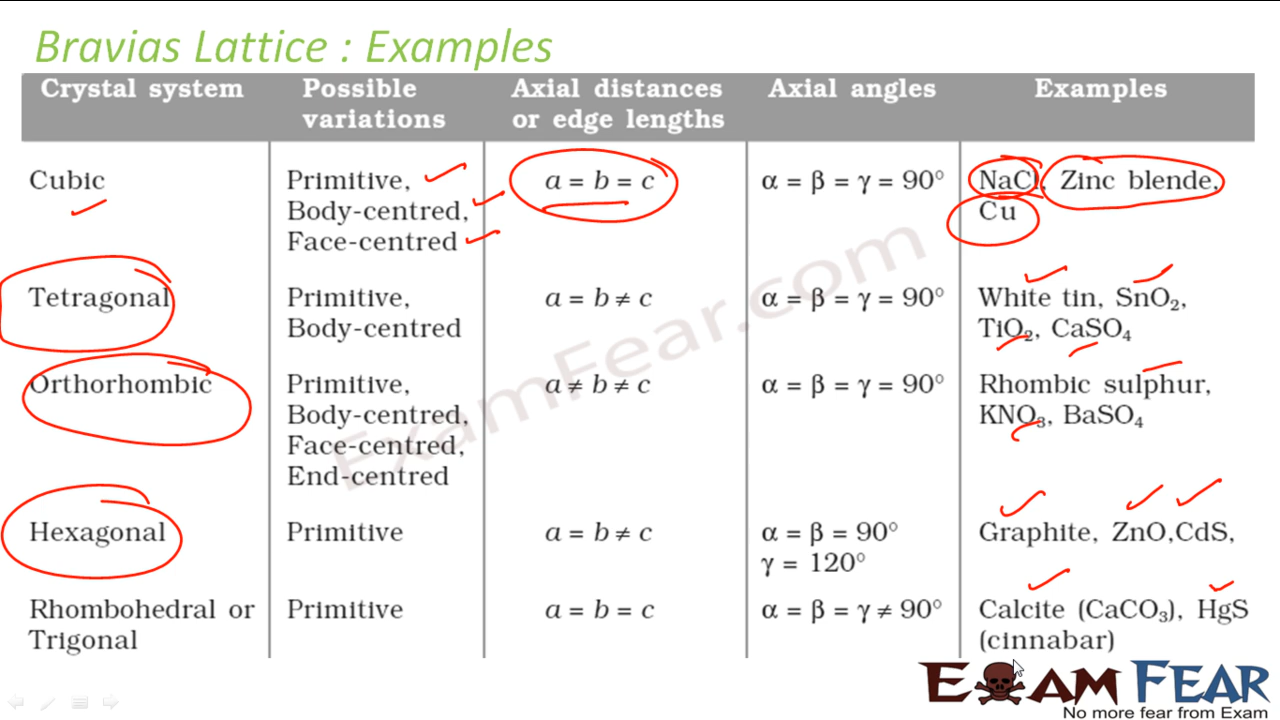 Bravias Lattice : Examples
Crystal system | Possible variations | Axial distances or edge lengths | Axial angles | Examples
Cubic | Primitive, Body-centred, Face-centred | a = b = c | α = β = γ = 90° | NaCl, Zinc blende, Cu
Tetragonal | Primitive, Body-centred | a = b ≠ c | α = β = γ = 90° | White tin, SnO₂, TiO₂, CaSO₄
Orthorhombic | Primitive, Body-centred, Face-centred, End-centred | a ≠ b ≠ c | α = β = γ = 90° | Rhombic sulphur, KNO₃, BaSO₄
Hexagonal | Primitive | a = b ≠ c | α = β = 90° γ = 120° | Graphite, ZnO,CdS,
Rhombohedral or Trigonal | Primitive | a = b = c | α = β = γ ≠ 90° | Calcite (CaCO₃), HgS (cinnabar)
ExamFear.com
EXAM FEAR
No more fear from Exam